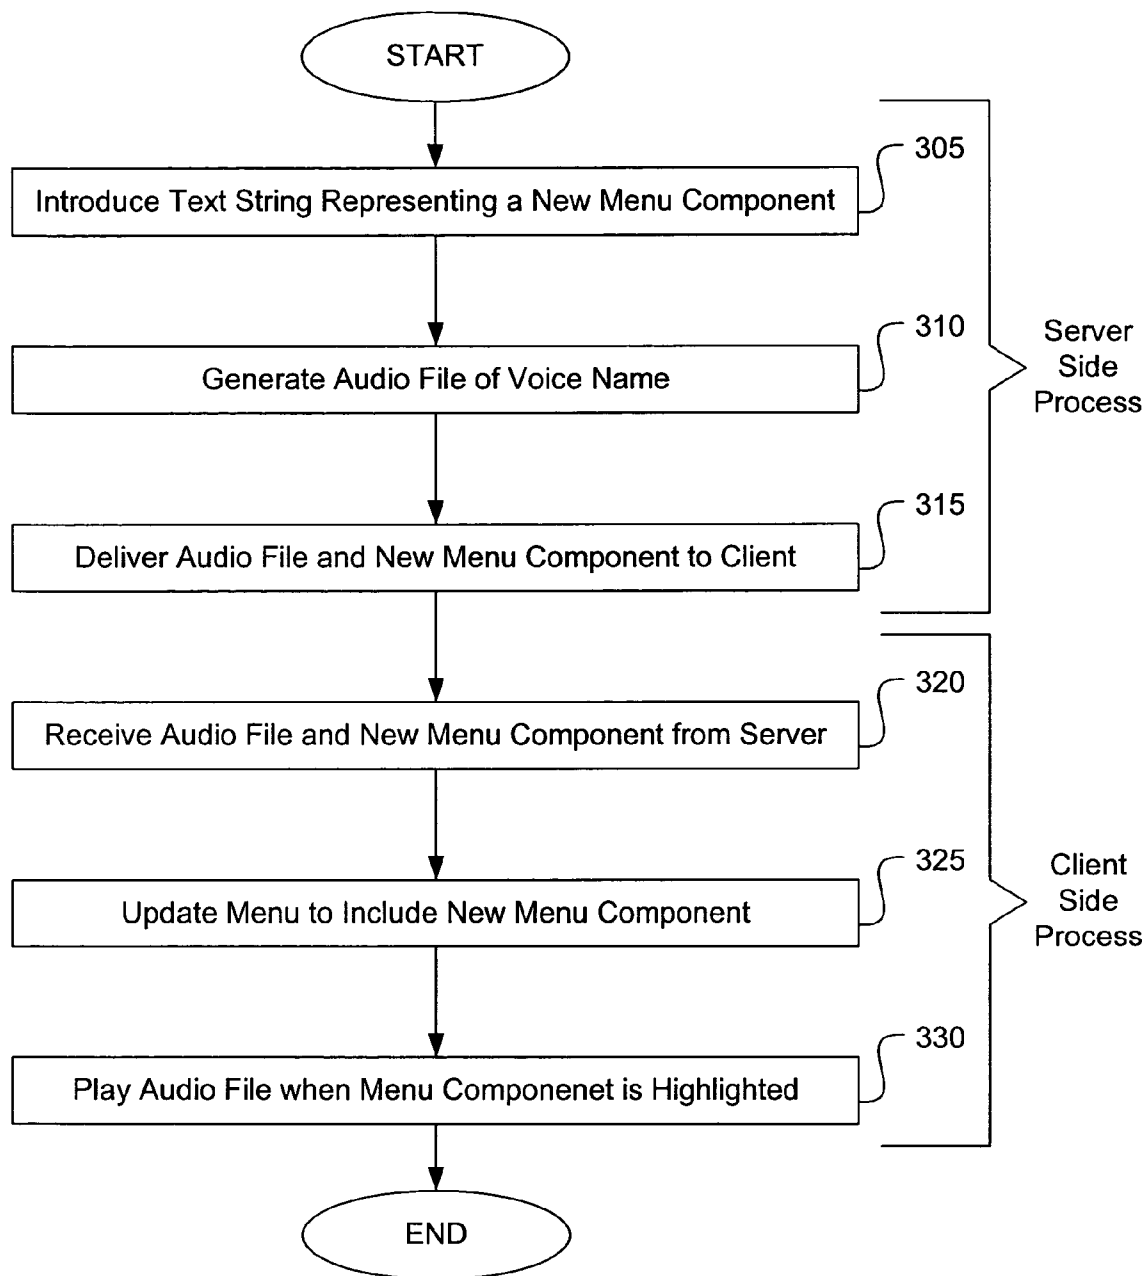 START
305
Introduce Text String Representing a New Menu Component
310
Generate Audio File of Voice Name
Server
Side
Process
315
Deliver Audio File and New Menu Component to Client
320
Receive Audio File and New Menu Component from Server
325
Update Menu to Include New Menu Component
Client
Side
Process
330
Play Audio File when Menu Componenet is Highlighted
END